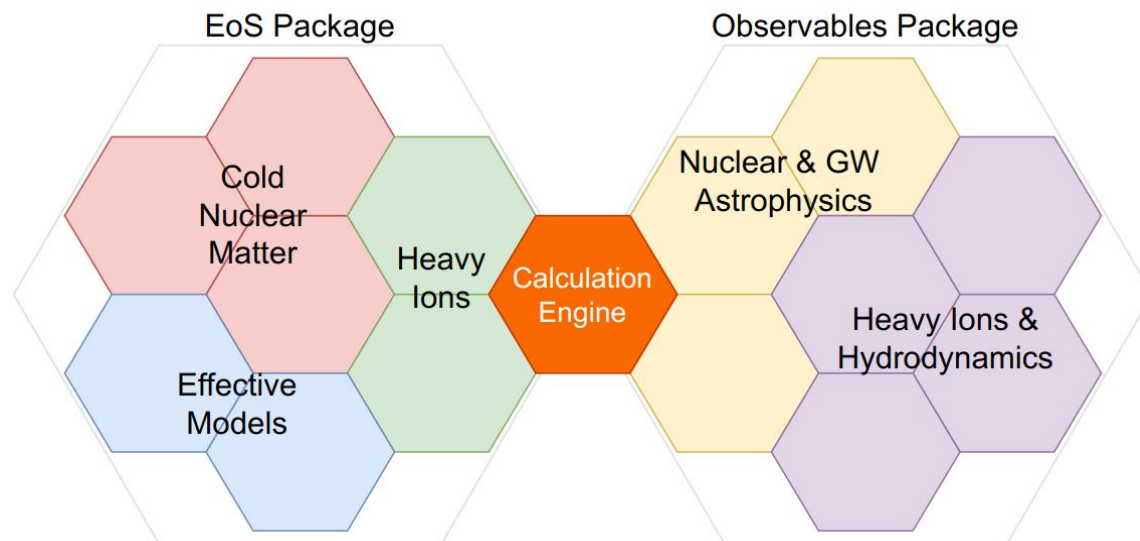 EoS Package
Observables Package
Cold
Nuclear
Matter
Heavy
Ions
Effective
Models
Calculation
Engine
Nuclear & GW
Astrophysics
Heavy Ions &
Hydrodynamics